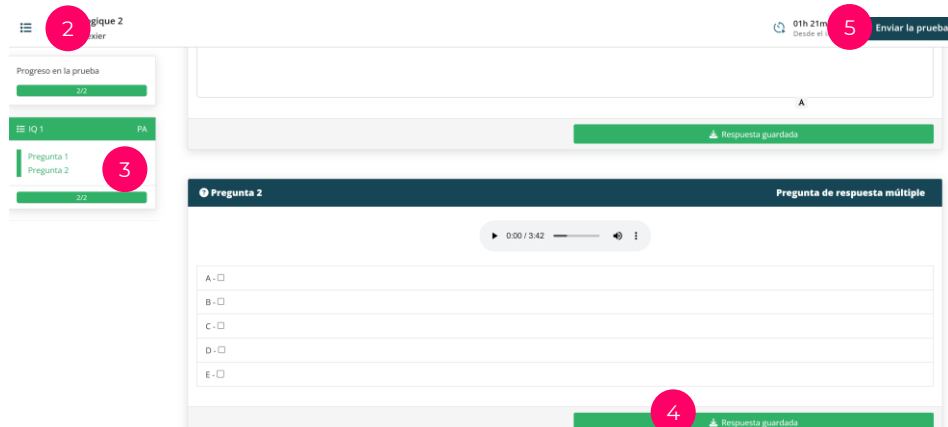 2
gique 2
exier
01h 21m
Desde el
5
Enviar la prueba
Progreso en la prueba
2/2
IQ 1 PA
Pregunta 1
Pregunta 2
3
2/2
A
Respuesta guardada
Pregunta 2 Pregunta de respuesta múltiple
0:00 / 3:42
A -
B -
C -
D -
E -
4
Respuesta guardada